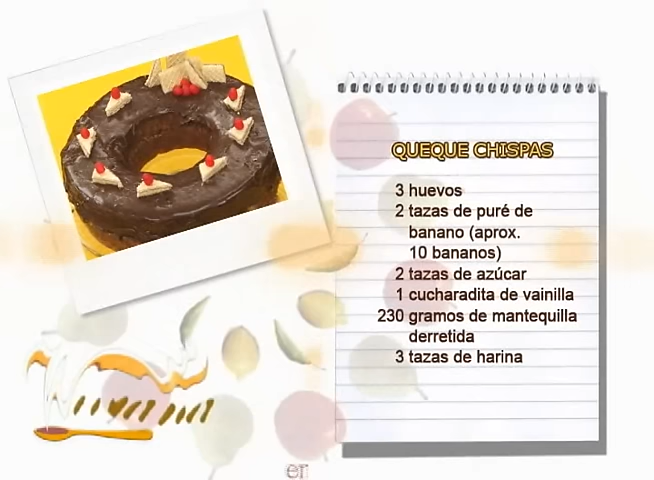 QUEQUE CHISPAS
3 huevos
2 tazas de puré de
banano (aprox.
10 bananos)
2 tazas de azúcar
1 cucharadita de vainilla
230 gramos de mantequilla
derretida
3 tazas de harina